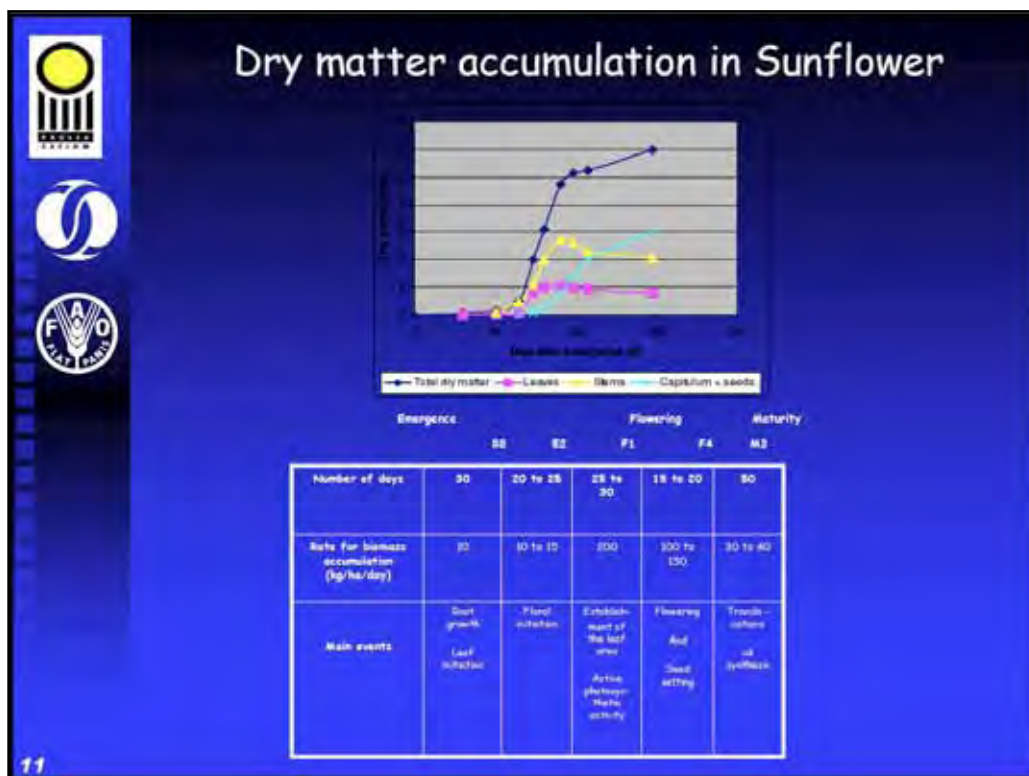 Dry matter accumulation in Sunflower
Total dry matter Leaves Stems Capitulum + seeds
Emergence Flowering Maturity
E2 F1 F4 M3
Number of days 30 20 to 25 25 to 30 15 to 20 50
Rate for biomass accumulation (kg/ha/day) 10 10 to 15 200 100 to 150 30 to 40
Main events
Root
growth
Leaf
initiation
Floral
initiation
Establish-
ment of
the leaf
area
Active
photosyn-
thetic
activity
Flowering
And
Seed
setting
Translo-
cations
oil
synthesis
F A O
FIAT PANIS
11